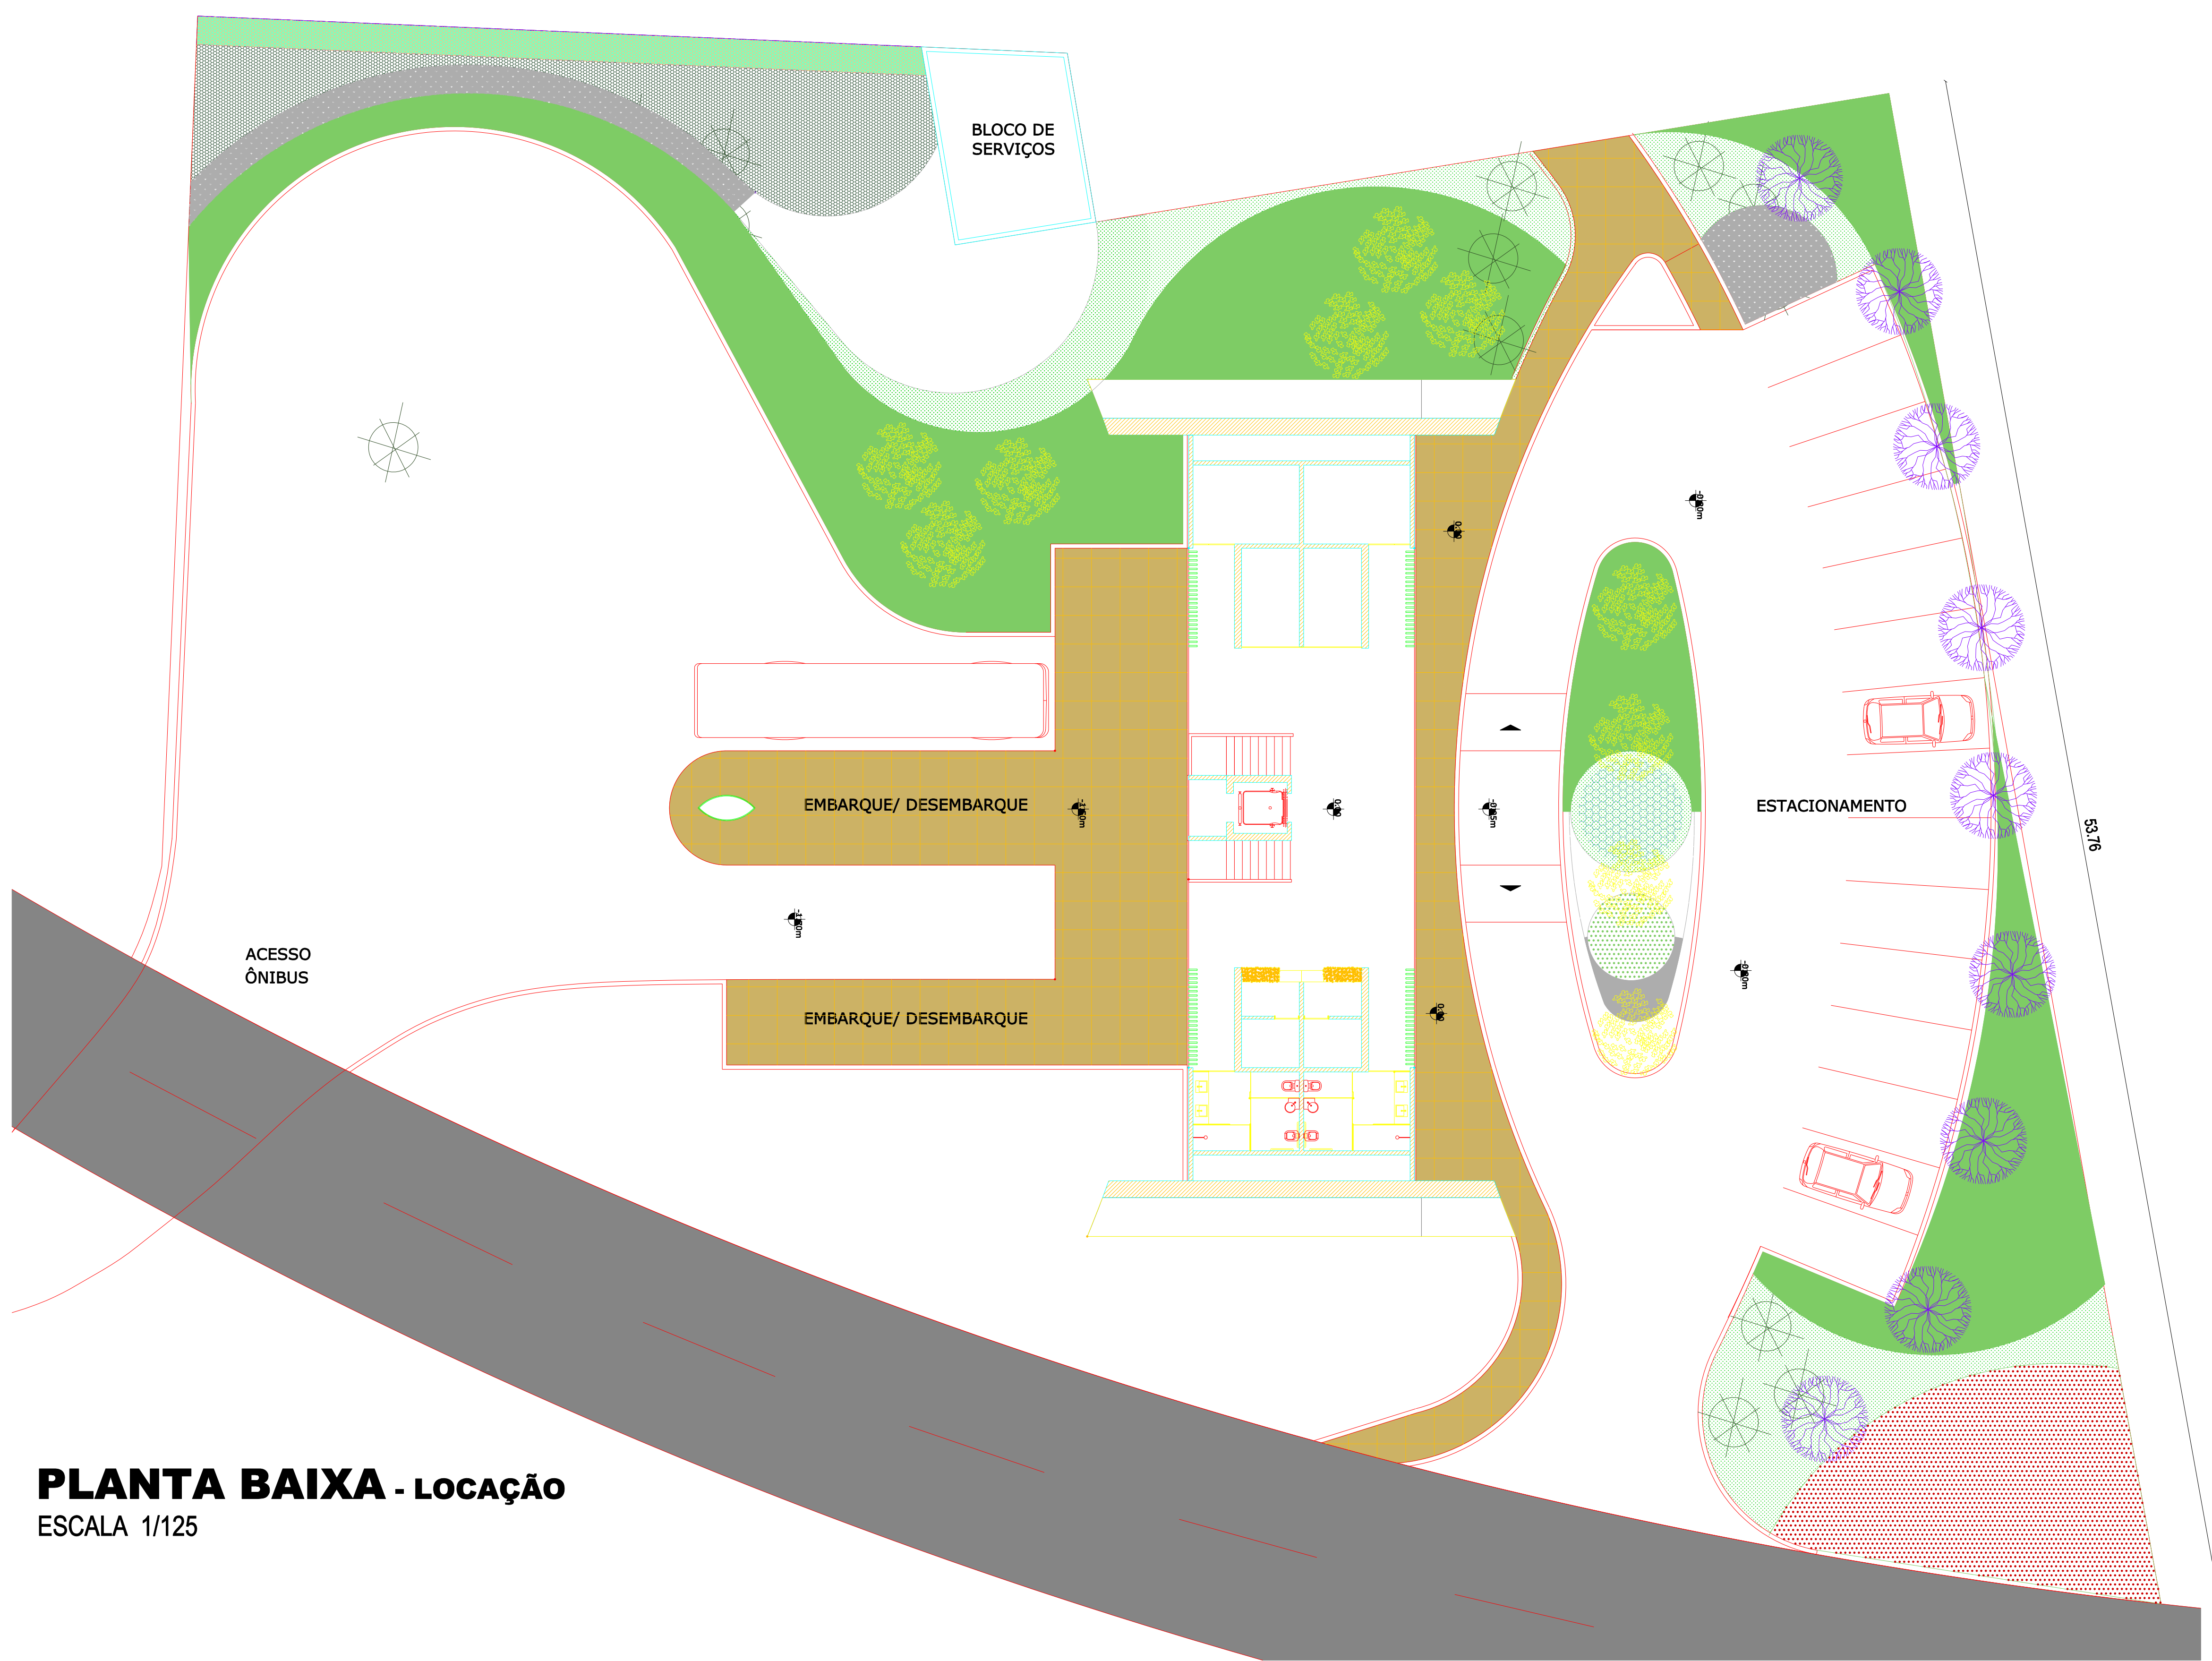 BLOCO DE
SERVIÇOS
EMBARQUE/ DESEMBARQUE
ESTACIONAMENTO
53.76
ACESSO
ÔNIBUS
EMBARQUE/ DESEMBARQUE
PLANTA BAIXA - LOCAÇÃO
ESCALA 1/125